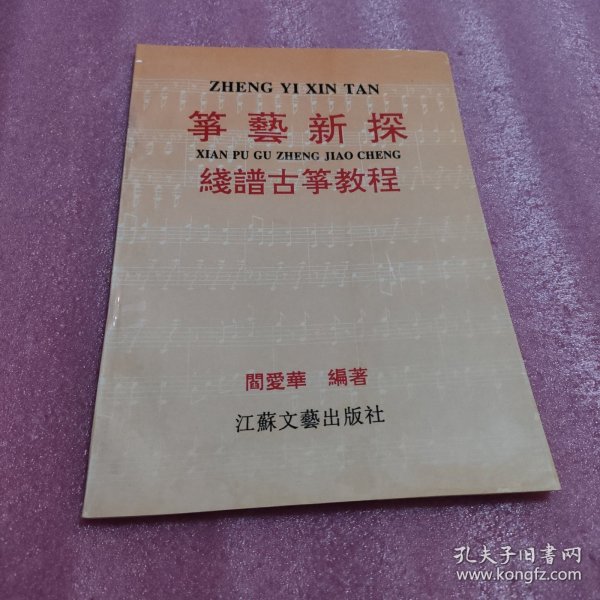 ZHENG YI XIN TAN
箏藝新探
XIAN PU GU ZHENG JIAO CHENG
綫譜古箏教程
閻愛華 編著
江蘇文藝出版社
孔夫子旧书网
www.kongfz.com